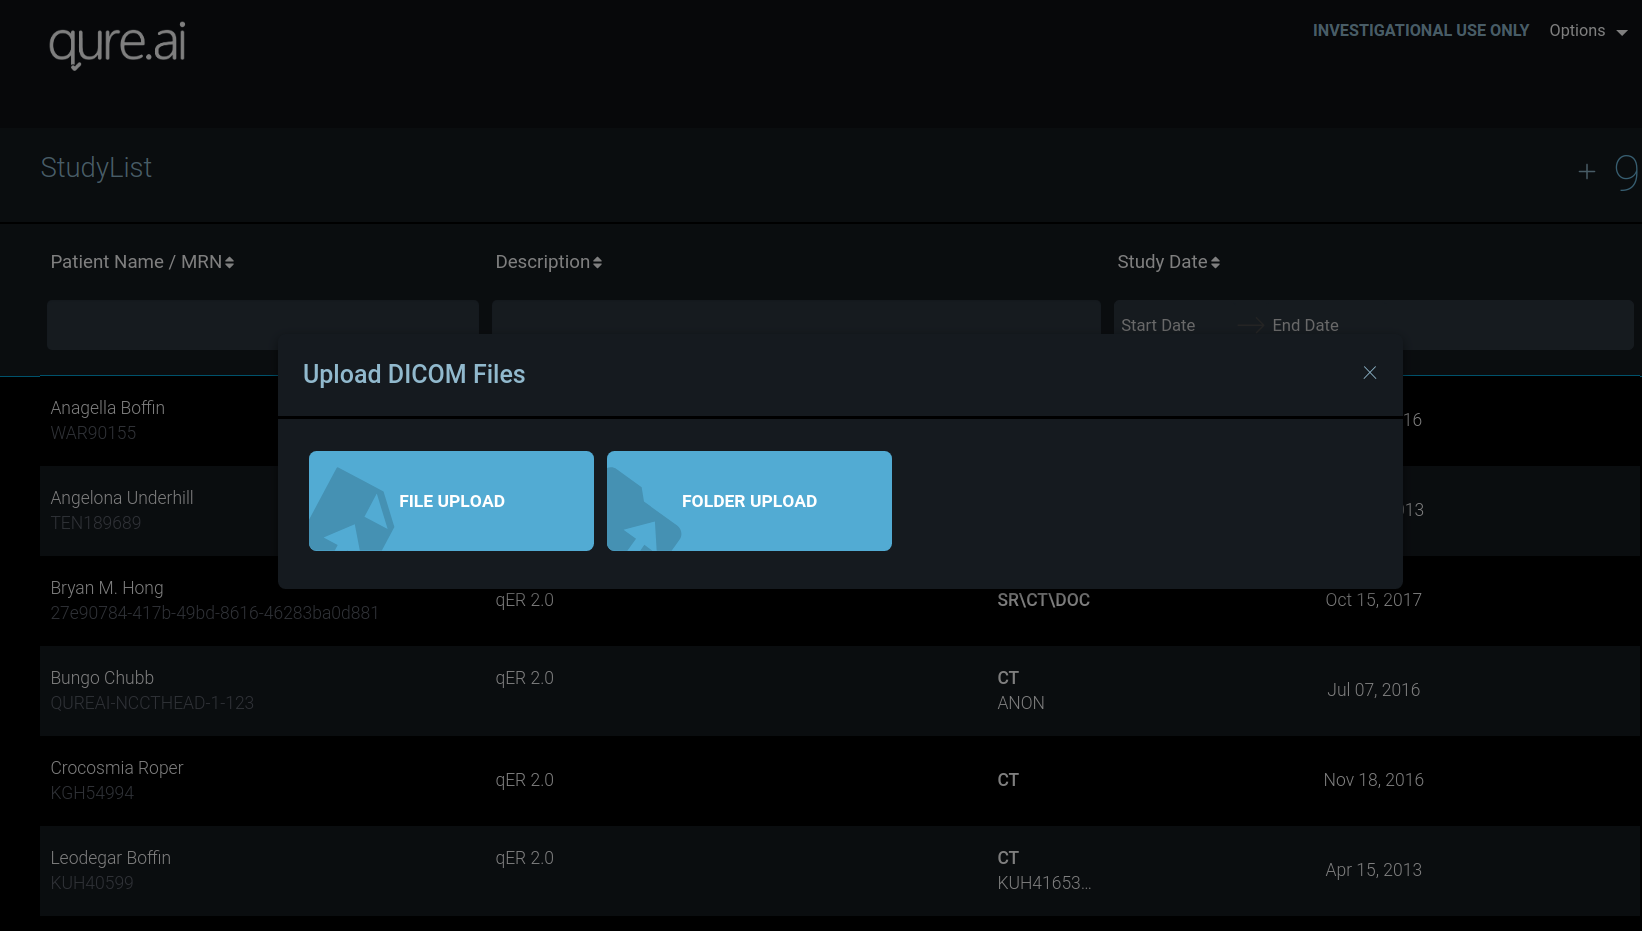 qure.ai
INVESTIGATIONAL USE ONLY Options
StudyList
+ 9
Patient Name / MRN Description Study Date
Start Date End Date
Upload DICOM Files
FILE UPLOAD FOLDER UPLOAD
Anagella Boffin
WAR90155
16
Angelona Underhill
TEN189689
13
Bryan M. Hong
27e90784-417b-49bd-8616-46283ba0d881
qER 2.0 SR\CT\DOC Oct 15, 2017
Bungo Chubb
QUREAI-NCCTHEAD-1-123
qER 2.0 CT
ANON
Jul 07, 2016
Crocosmia Roper
KGH54994
qER 2.0 CT Nov 18, 2016
Leodegar Boffin
KUH40599
qER 2.0 CT
KUH41653...
Apr 15, 2013